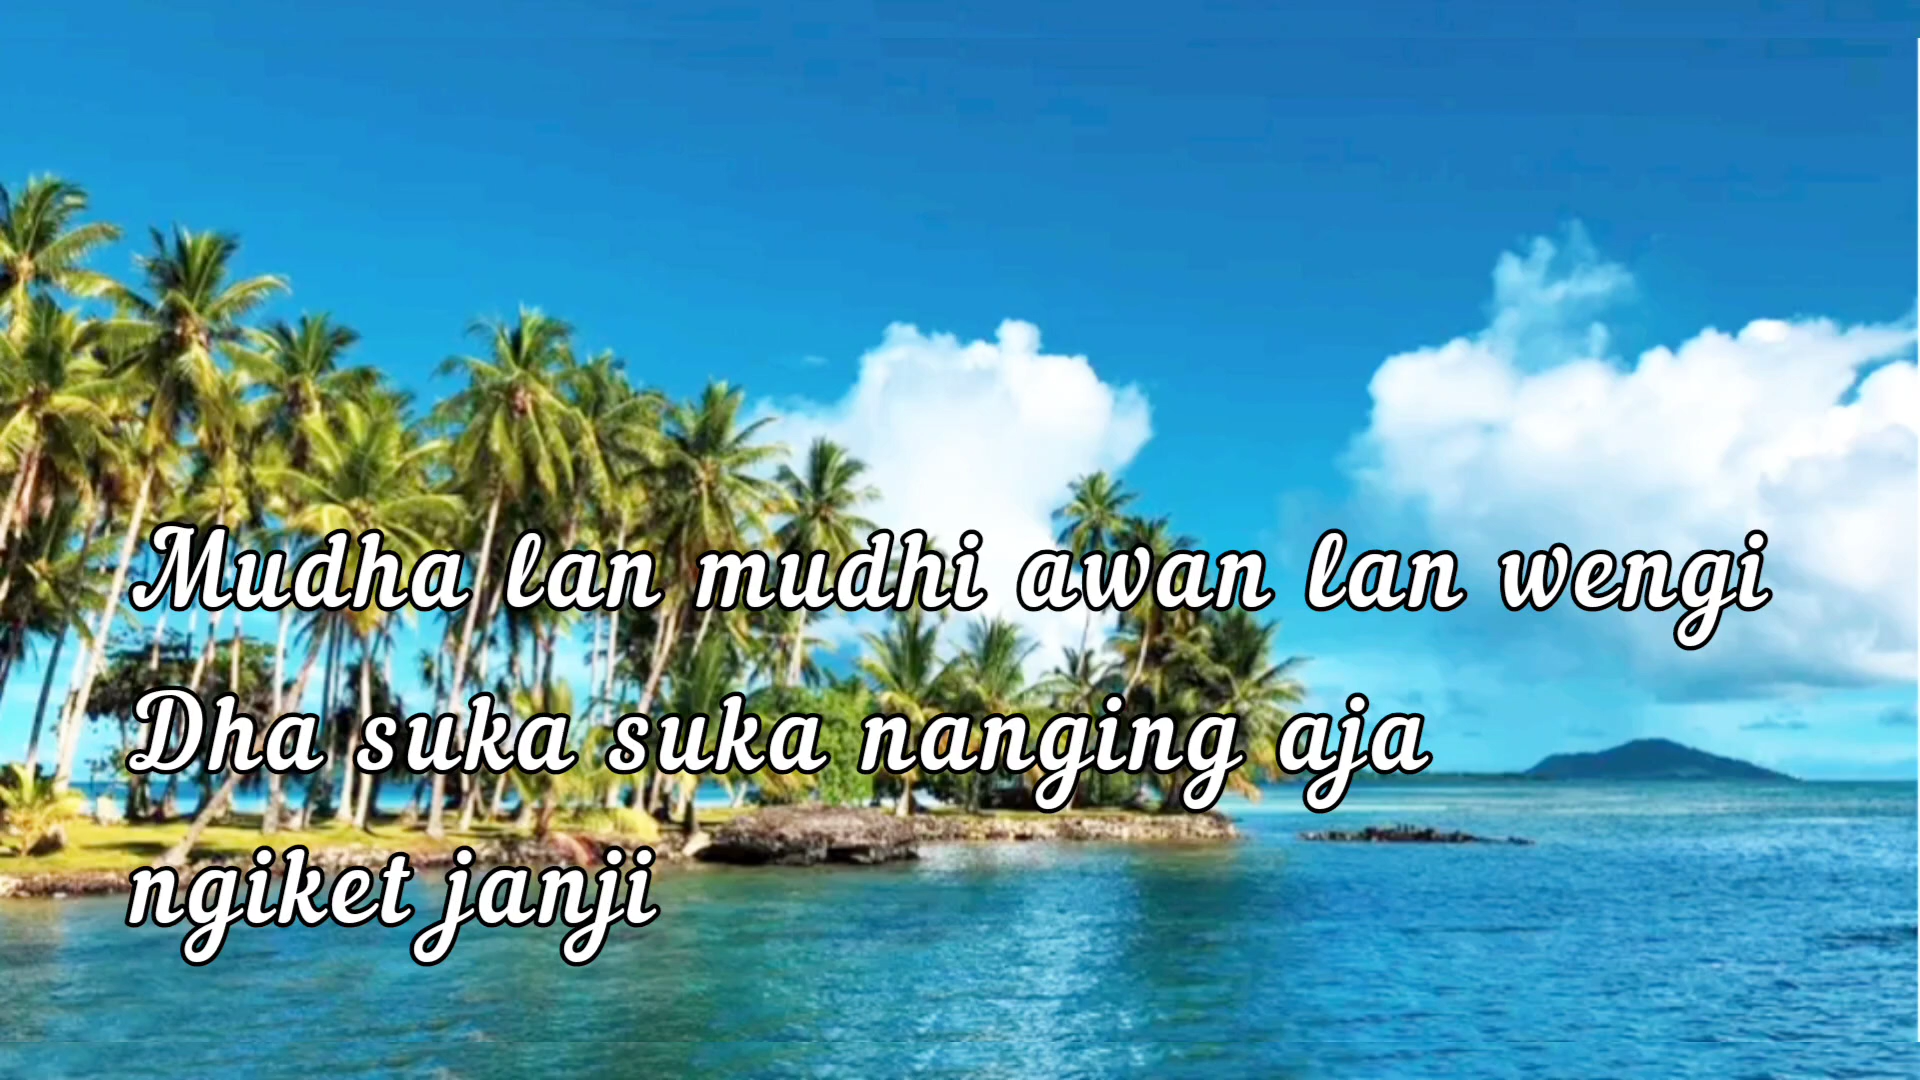 Mudha lan mudhi awan lan wengi
Dha suka suka nanging aja
ngiket janji